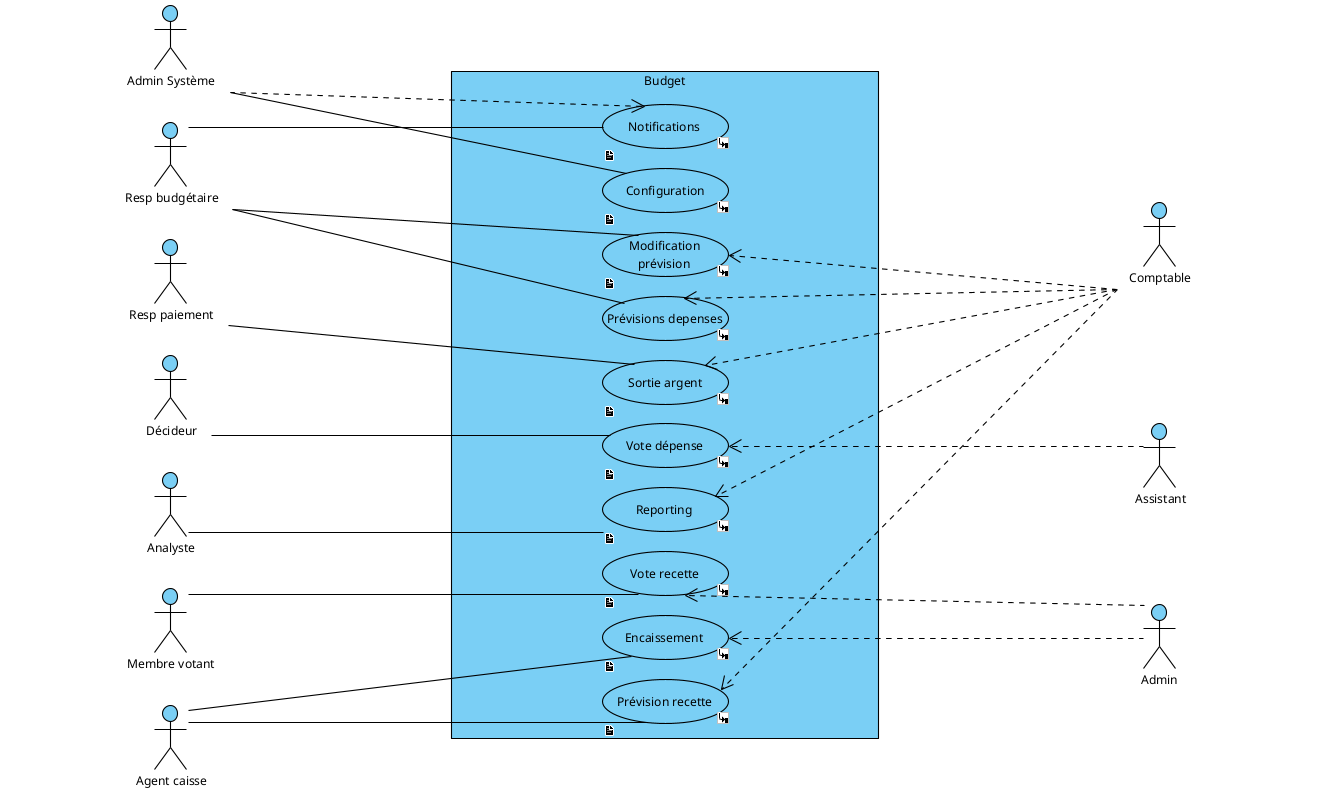 Admin Système
Budget
Notifications
Resp budgétaire
Configuration
Modification
prévision
Comptable
Resp paiement
Prévisions depenses
Sortie argent
Décideur
Vote dépense
Assistant
Reporting
Analyste
Vote recette
Encaissement
Membre votant
Admin
Prévision recette
Agent caisse